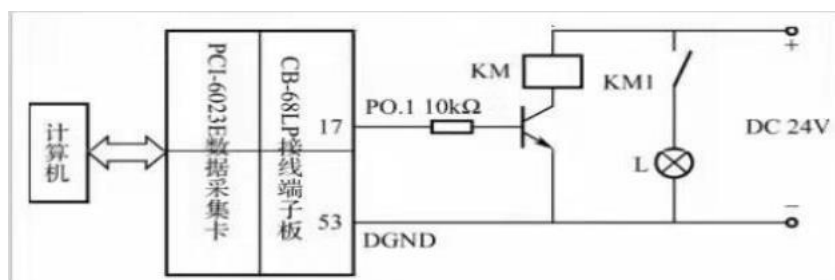 计算机
PCI-6023E数据采集卡
CB-68LP接线端子板
17
53
PO.1 10kΩ
DGND
KM
KM1
L
+
DC 24V
−